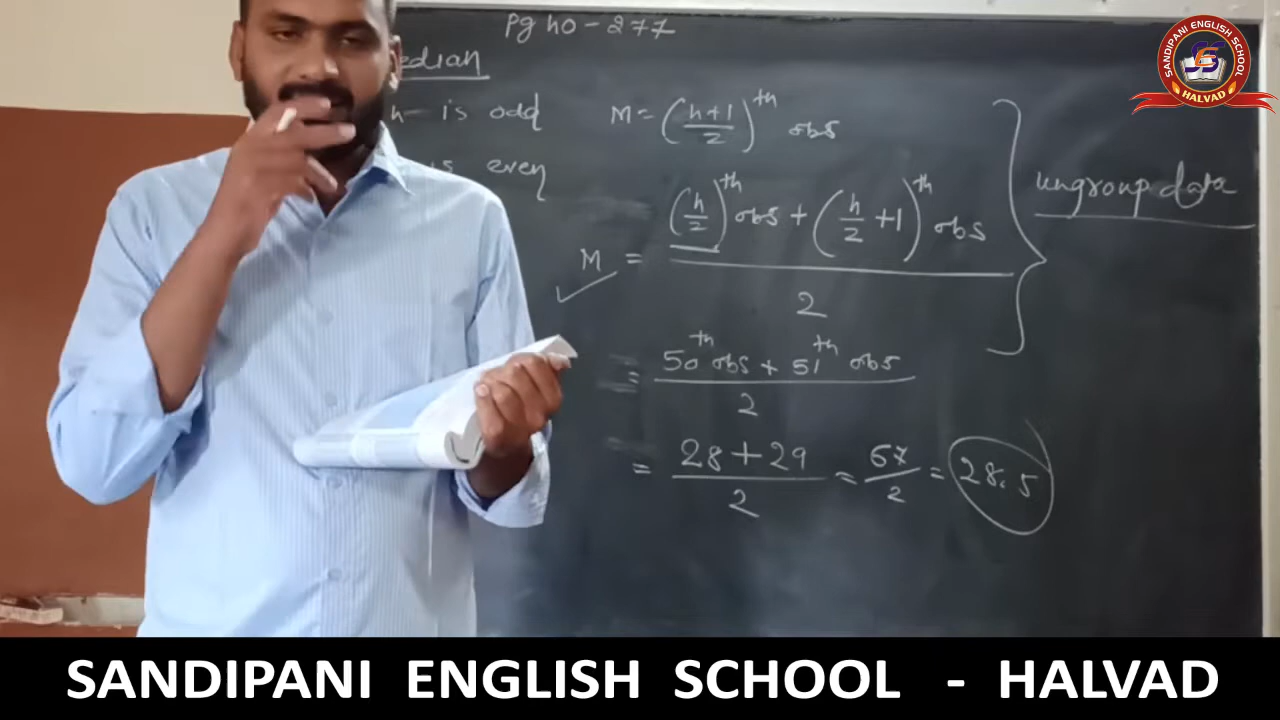 Pg no - 277
edian
n is odd M = (n+1/2)th obs
is even
M = (n/2)th obs + (n/2 + 1)th obs / 2
ungroup data
= 50th obs + 51th obs / 2
= 28 + 29 / 2 = 57/2 = 28.5
SANDIPANI ENGLISH SCHOOL
SES
HALVAD
SANDIPANI ENGLISH SCHOOL - HALVAD